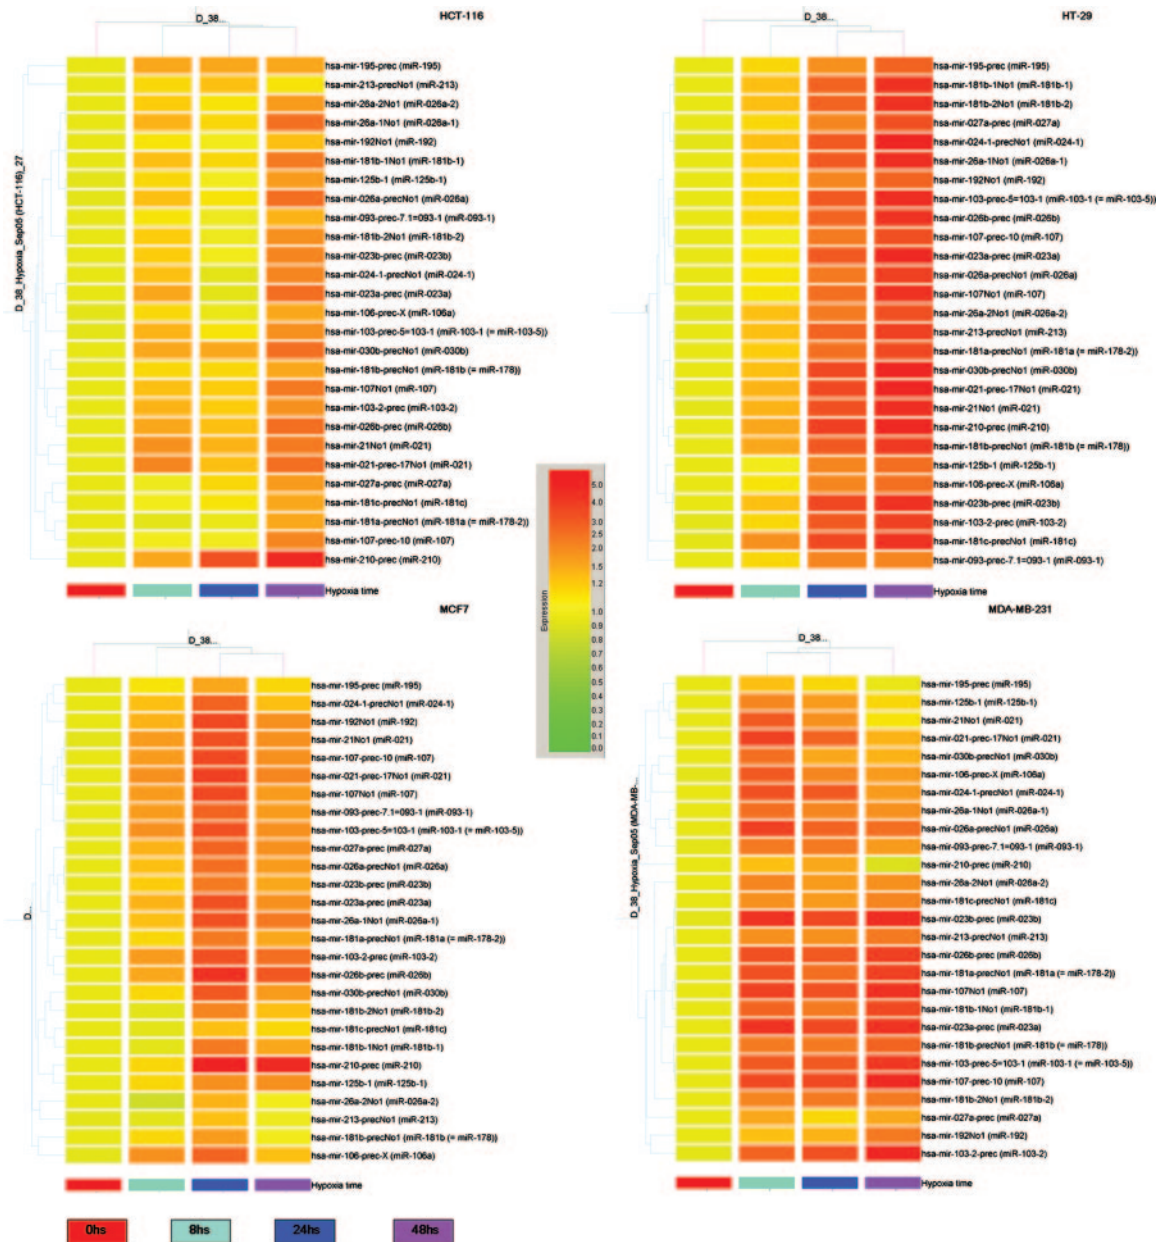 HCT-116
D_38...
D_38_Hypoxia_Sep05 (HCT-116)_27
hsa-mir-195-prec (miR-195)
hsa-mir-213-precNo1 (miR-213)
hsa-mir-26a-2No1 (miR-026a-2)
hsa-mir-26a-1No1 (miR-026a-1)
hsa-mir-192No1 (miR-192)
hsa-mir-181b-1No1 (miR-181b-1)
hsa-mir-125b-1 (miR-125b-1)
hsa-mir-026a-precNo1 (miR-026a)
hsa-mir-093-prec-7.1=093-1 (miR-093-1)
hsa-mir-181b-2No1 (miR-181b-2)
hsa-mir-023b-prec (miR-023b)
hsa-mir-024-1-precNo1 (miR-024-1)
hsa-mir-023a-prec (miR-023a)
hsa-mir-106-prec-X (miR-106a)
hsa-mir-103-prec-5=103-1 (miR-103-1 (= miR-103-5))
hsa-mir-030b-precNo1 (miR-030b)
hsa-mir-181b-precNo1 (miR-181b (= miR-178))
hsa-mir-107No1 (miR-107)
hsa-mir-103-2-prec (miR-103-2)
hsa-mir-026b-prec (miR-026b)
hsa-mir-21No1 (miR-021)
hsa-mir-021-prec-17No1 (miR-021)
hsa-mir-027a-prec (miR-027a)
hsa-mir-181c-precNo1 (miR-181c)
hsa-mir-181a-precNo1 (miR-181a (= miR-178-2))
hsa-mir-107-prec-10 (miR-107)
hsa-mir-210-prec (miR-210)
Hypoxia time
HT-29
D_38...
hsa-mir-195-prec (miR-195)
hsa-mir-181b-1No1 (miR-181b-1)
hsa-mir-181b-2No1 (miR-181b-2)
hsa-mir-027a-prec (miR-027a)
hsa-mir-024-1-precNo1 (miR-024-1)
hsa-mir-26a-1No1 (miR-026a-1)
hsa-mir-192No1 (miR-192)
hsa-mir-103-prec-5=103-1 (miR-103-1 (= miR-103-5))
hsa-mir-026b-prec (miR-026b)
hsa-mir-107-prec-10 (miR-107)
hsa-mir-023a-prec (miR-023a)
hsa-mir-026a-precNo1 (miR-026a)
hsa-mir-107No1 (miR-107)
hsa-mir-26a-2No1 (miR-026a-2)
hsa-mir-213-precNo1 (miR-213)
hsa-mir-181a-precNo1 (miR-181a (= miR-178-2))
hsa-mir-030b-precNo1 (miR-030b)
hsa-mir-021-prec-17No1 (miR-021)
hsa-mir-21No1 (miR-021)
hsa-mir-210-prec (miR-210)
hsa-mir-181b-precNo1 (miR-181b (= miR-178))
hsa-mir-125b-1 (miR-125b-1)
hsa-mir-106-prec-X (miR-106a)
hsa-mir-023b-prec (miR-023b)
hsa-mir-103-2-prec (miR-103-2)
hsa-mir-181c-precNo1 (miR-181c)
hsa-mir-093-prec-7.1=093-1 (miR-093-1)
Hypoxia time
Expression
5.0
4.0
3.0
2.5
2.0
1.5
1.2
1.0
1.0
0.9
0.8
0.7
0.6
0.5
0.4
0.3
0.1
0.0
MCF7
D_38...
D...
hsa-mir-195-prec (miR-195)
hsa-mir-024-1-precNo1 (miR-024-1)
hsa-mir-192No1 (miR-192)
hsa-mir-21No1 (miR-021)
hsa-mir-107-prec-10 (miR-107)
hsa-mir-021-prec-17No1 (miR-021)
hsa-mir-107No1 (miR-107)
hsa-mir-093-prec-7.1=093-1 (miR-093-1)
hsa-mir-103-prec-5=103-1 (miR-103-1 (= miR-103-5))
hsa-mir-027a-prec (miR-027a)
hsa-mir-026a-precNo1 (miR-026a)
hsa-mir-023b-prec (miR-023b)
hsa-mir-023a-prec (miR-023a)
hsa-mir-26a-1No1 (miR-026a-1)
hsa-mir-181a-precNo1 (miR-181a (= miR-178-2))
hsa-mir-103-2-prec (miR-103-2)
hsa-mir-026b-prec (miR-026b)
hsa-mir-030b-precNo1 (miR-030b)
hsa-mir-181b-2No1 (miR-181b-2)
hsa-mir-181c-precNo1 (miR-181c)
hsa-mir-181b-1No1 (miR-181b-1)
hsa-mir-210-prec (miR-210)
hsa-mir-125b-1 (miR-125b-1)
hsa-mir-26a-2No1 (miR-026a-2)
hsa-mir-213-precNo1 (miR-213)
hsa-mir-181b-precNo1 (miR-181b (= miR-178))
hsa-mir-106-prec-X (miR-106a)
Hypoxia time
MDA-MB-231
D_38...
D_38_Hypoxia_Sep05 (MDA-MB-...
hsa-mir-195-prec (miR-195)
hsa-mir-125b-1 (miR-125b-1)
hsa-mir-21No1 (miR-021)
hsa-mir-021-prec-17No1 (miR-021)
hsa-mir-030b-precNo1 (miR-030b)
hsa-mir-106-prec-X (miR-106a)
hsa-mir-024-1-precNo1 (miR-024-1)
hsa-mir-26a-1No1 (miR-026a-1)
hsa-mir-026a-precNo1 (miR-026a)
hsa-mir-093-prec-7.1=093-1 (miR-093-1)
hsa-mir-210-prec (miR-210)
hsa-mir-26a-2No1 (miR-026a-2)
hsa-mir-181c-precNo1 (miR-181c)
hsa-mir-023b-prec (miR-023b)
hsa-mir-213-precNo1 (miR-213)
hsa-mir-026b-prec (miR-026b)
hsa-mir-181a-precNo1 (miR-181a (= miR-178-2))
hsa-mir-107No1 (miR-107)
hsa-mir-181b-1No1 (miR-181b-1)
hsa-mir-023a-prec (miR-023a)
hsa-mir-181b-precNo1 (miR-181b (= miR-178))
hsa-mir-103-prec-5=103-1 (miR-103-1 (= miR-103-5))
hsa-mir-107-prec-10 (miR-107)
hsa-mir-181b-2No1 (miR-181b-2)
hsa-mir-027a-prec (miR-027a)
hsa-mir-192No1 (miR-192)
hsa-mir-103-2-prec (miR-103-2)
Hypoxia time
0hs
8hs
24hs
48hs